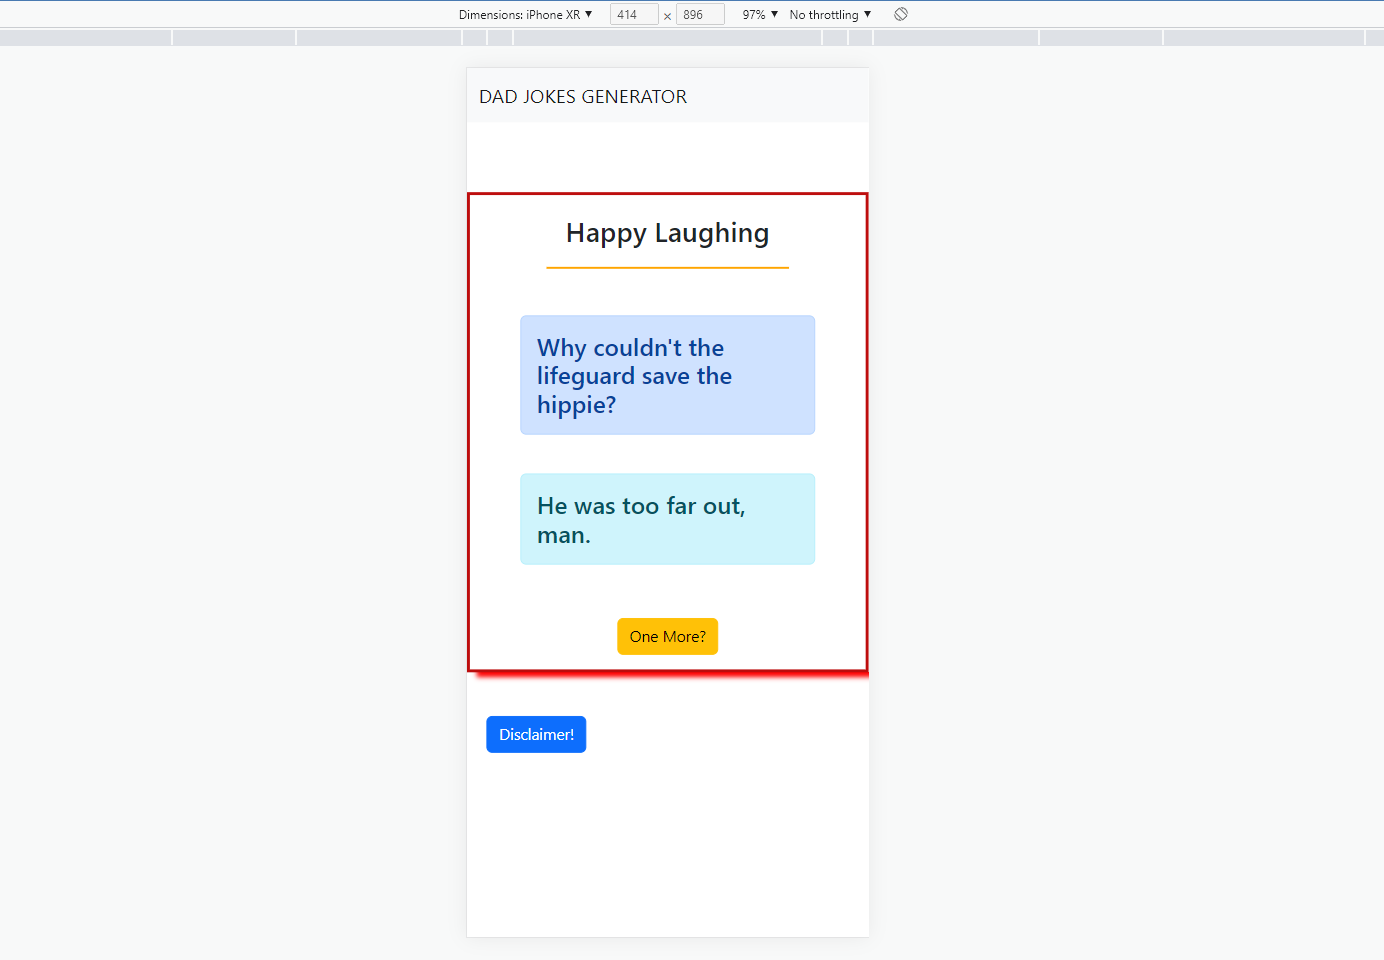 Dimensions: iPhone XR ▼ 414 × 896 97% ▼ No throttling ▼
DAD JOKES GENERATOR
Happy Laughing
Why couldn't the
lifeguard save the
hippie?
He was too far out,
man.
One More?
Disclaimer!